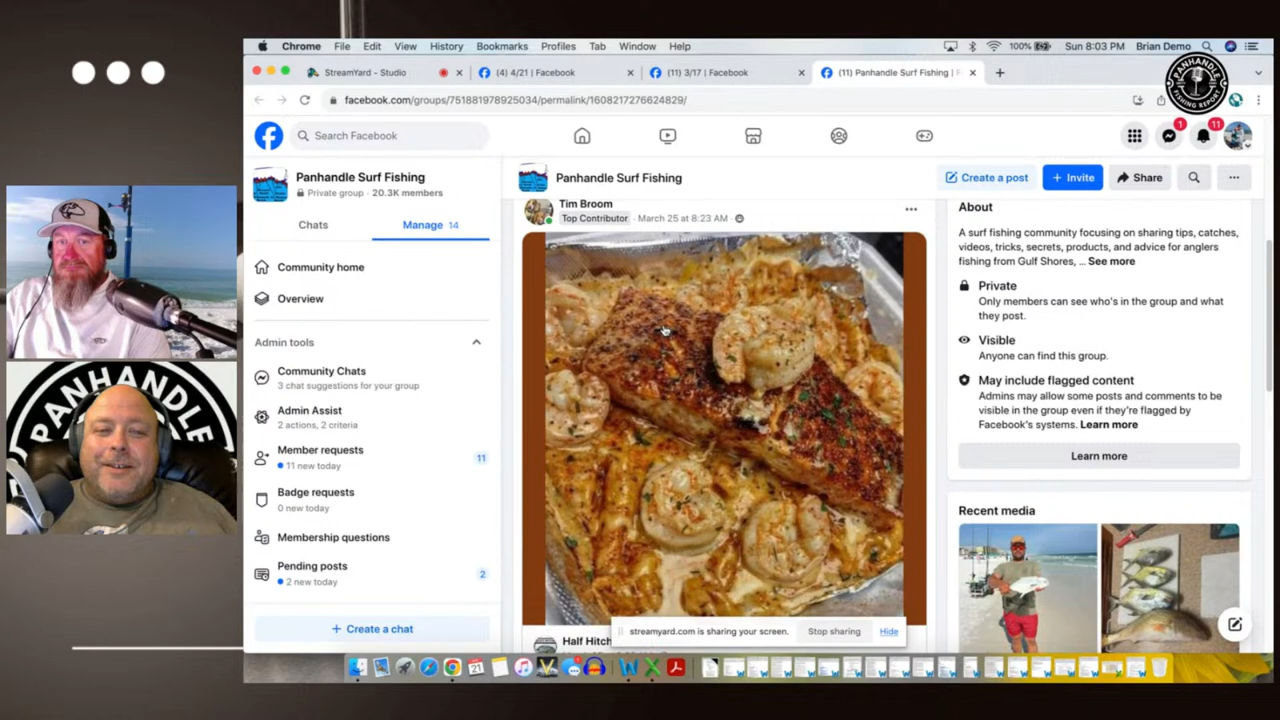 Chrome File Edit View History Bookmarks Profiles Tab Window Help
100% Sun 8:03 PM Brian Demo
StreamYard - Studio
(4) 4/21 | Facebook
(11) 3/17 | Facebook
(11) Panhandle Surf Fishing | F
PANHANDLE
FISHING REPORT
facebook.com/groups/751881978925034/permalink/1608217276624829/
Search Facebook
1
11
Panhandle Surf Fishing
Private group · 20.3K members
Chats
Manage 14
Community home
Overview
Admin tools
Community Chats
3 chat suggestions for your group
Admin Assist
2 actions, 2 criteria
Member requests
11 new today
11
Badge requests
0 new today
Membership questions
Pending posts
2 new today
2
+ Create a chat
Panhandle Surf Fishing
Create a post
+ Invite
Share
Tim Broom
Top Contributor · March 25 at 8:23 AM ·
Half Hitch
streamyard.com is sharing your screen.
Stop sharing
Hide
About
A surf fishing community focusing on sharing tips, catches,
videos, tricks, secrets, products, and advice for anglers
fishing from Gulf Shores, ... See more
Private
Only members can see who's in the group and what
they post.
Visible
Anyone can find this group.
May include flagged content
Admins may allow some posts and comments to be
visible in the group even if they're flagged by
Facebook's systems. Learn more
Learn more
Recent media
PANHANDLE